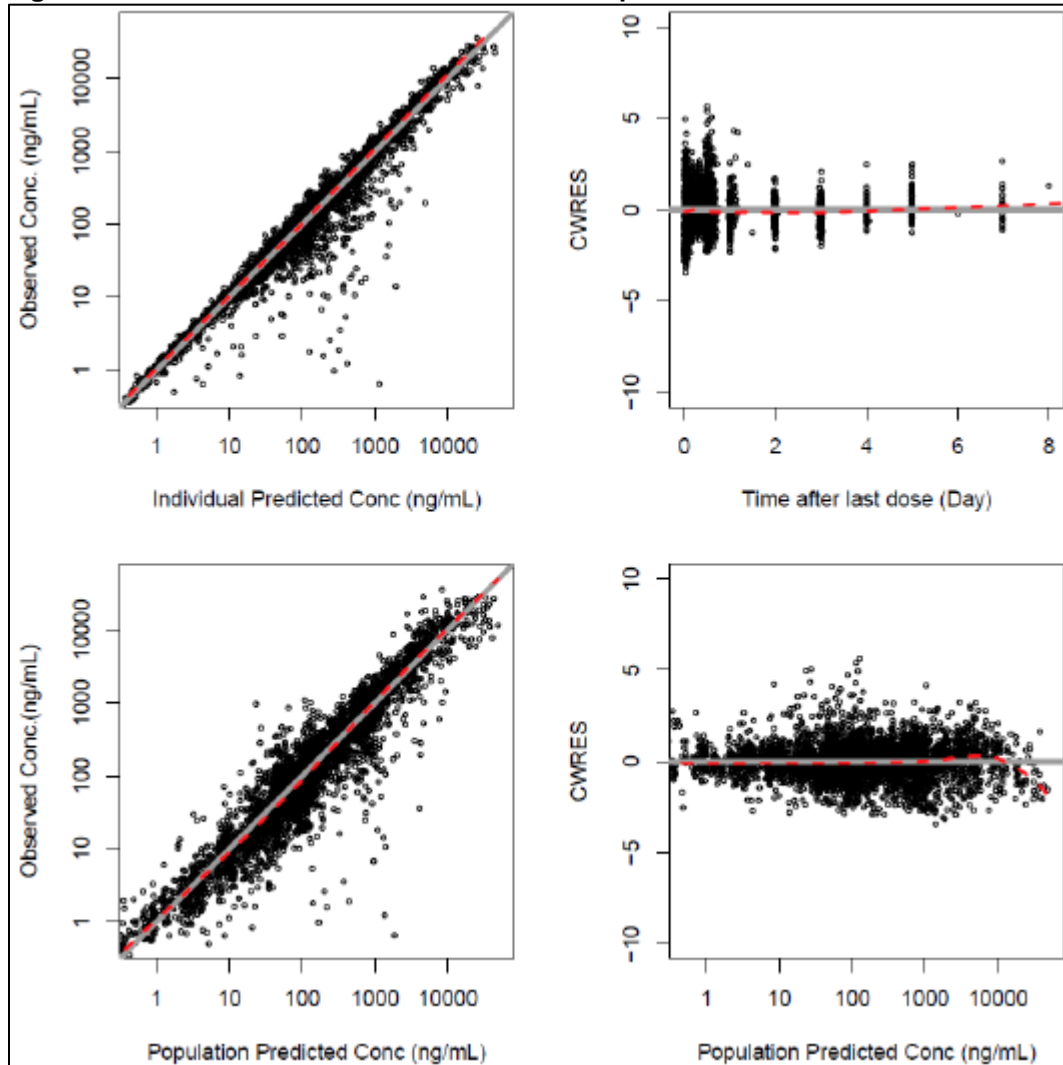 Observed Conc. (ng/mL)
10000
1000
100
10
1
1 10 100 1000 10000
Individual Predicted Conc (ng/mL)
CWRES
10
5
0
−5
−10
0 2 4 6 8
Time after last dose (Day)
Observed Conc.(ng/mL)
10000
1000
100
10
1
1 10 100 1000 10000
Population Predicted Conc (ng/mL)
CWRES
10
5
0
−5
−10
1 10 100 1000 10000
Population Predicted Conc (ng/mL)